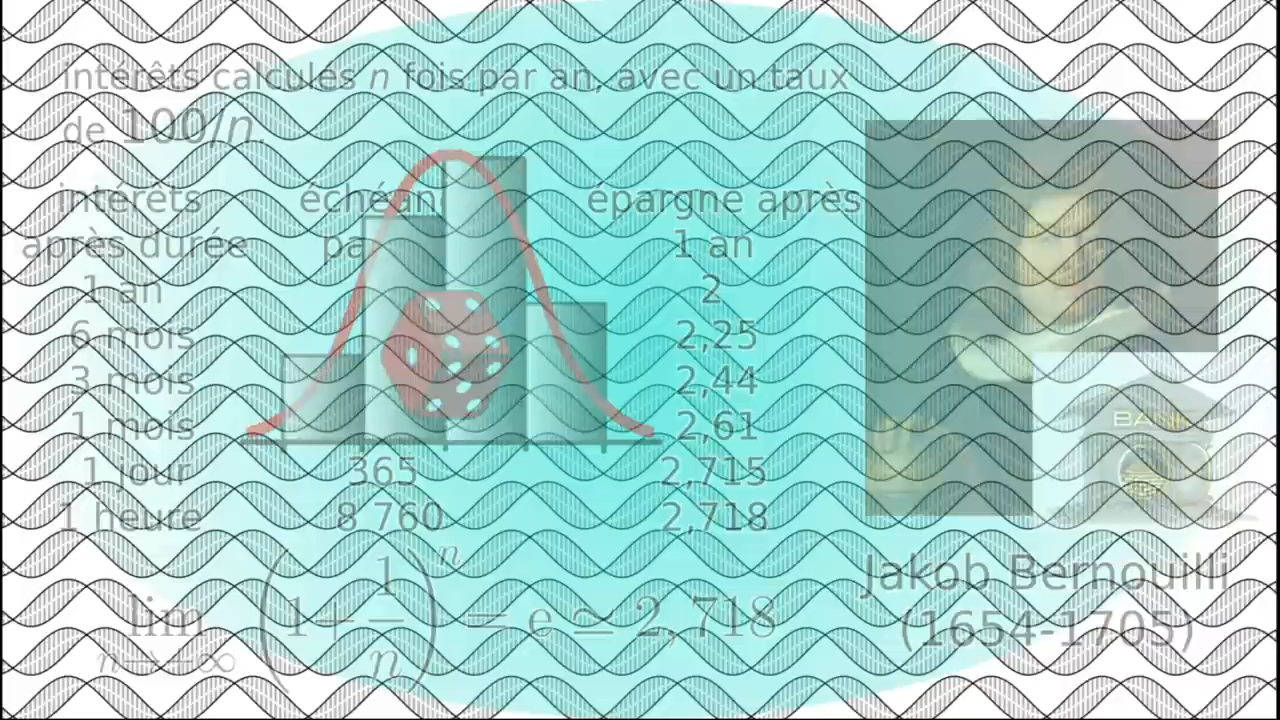 intérêts calculés n fois par an, avec un taux
de 100/n.
intérêts échéan épargne après
après durée pa 1 an
1 an 2
6 mois 2,25
3 mois 2,44
1 mois 2,61
1 jour 365 2,715
1 heure 8 760 2,718
lim n→+∞ (1+1/n)^n = e ≃ 2,718
BANK
Jakob Bernouilli
(1654-1705)